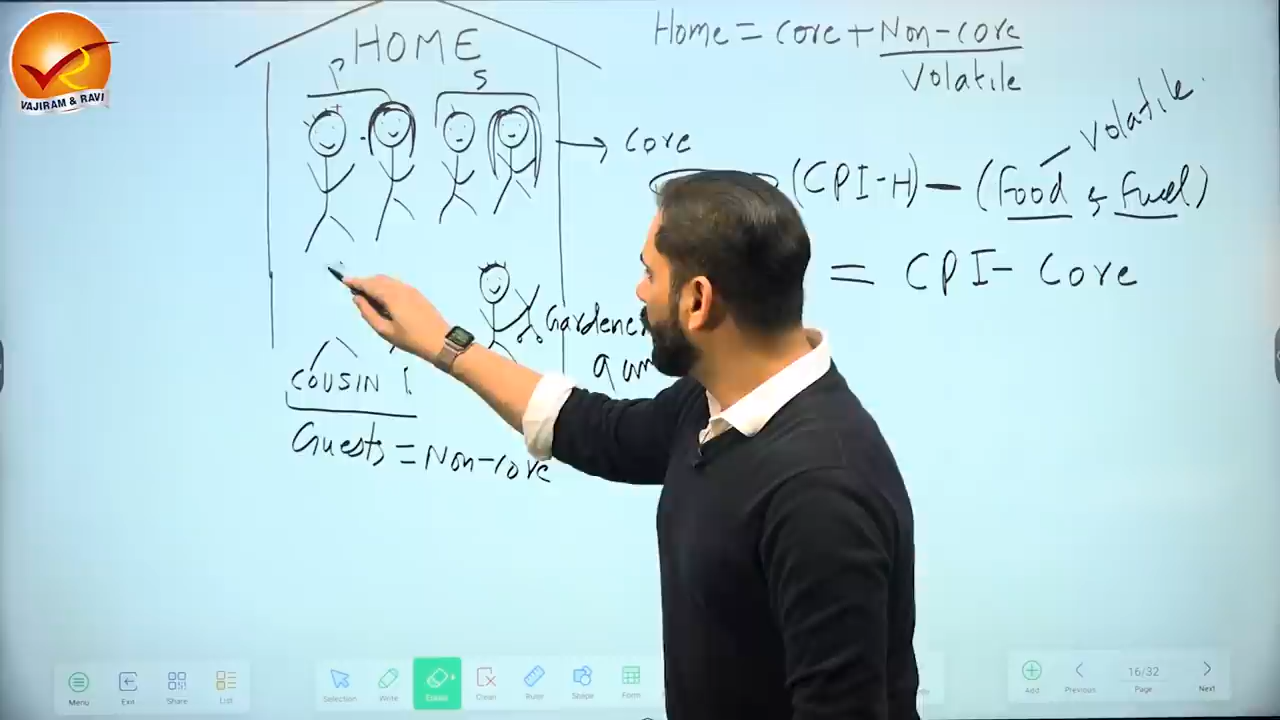 VAJIRAM & RAVI
HOME
P
S
Home = Core + Non-core
Volatile
Core
Volatile
(CPI-H) - (Food & Fuel)
= CPI- Core
Gardener
COUSIN
Guests = Non-core
Menu
Exit
Share
List
Selection
Write
Eraser
Clean
Ruler
Shape
Form
Add
Previous
16/32
Page
Next